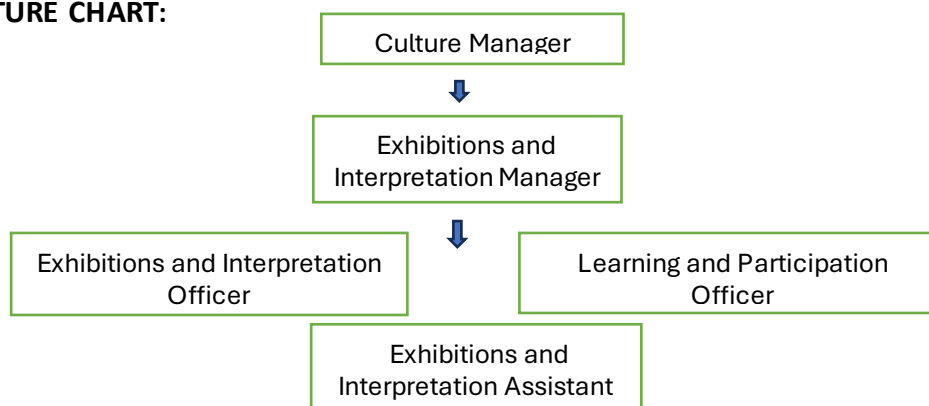 TURE CHART:
Culture Manager
Exhibitions and
Interpretation Manager
Exhibitions and Interpretation
Officer
Learning and Participation
Officer
Exhibitions and
Interpretation Assistant